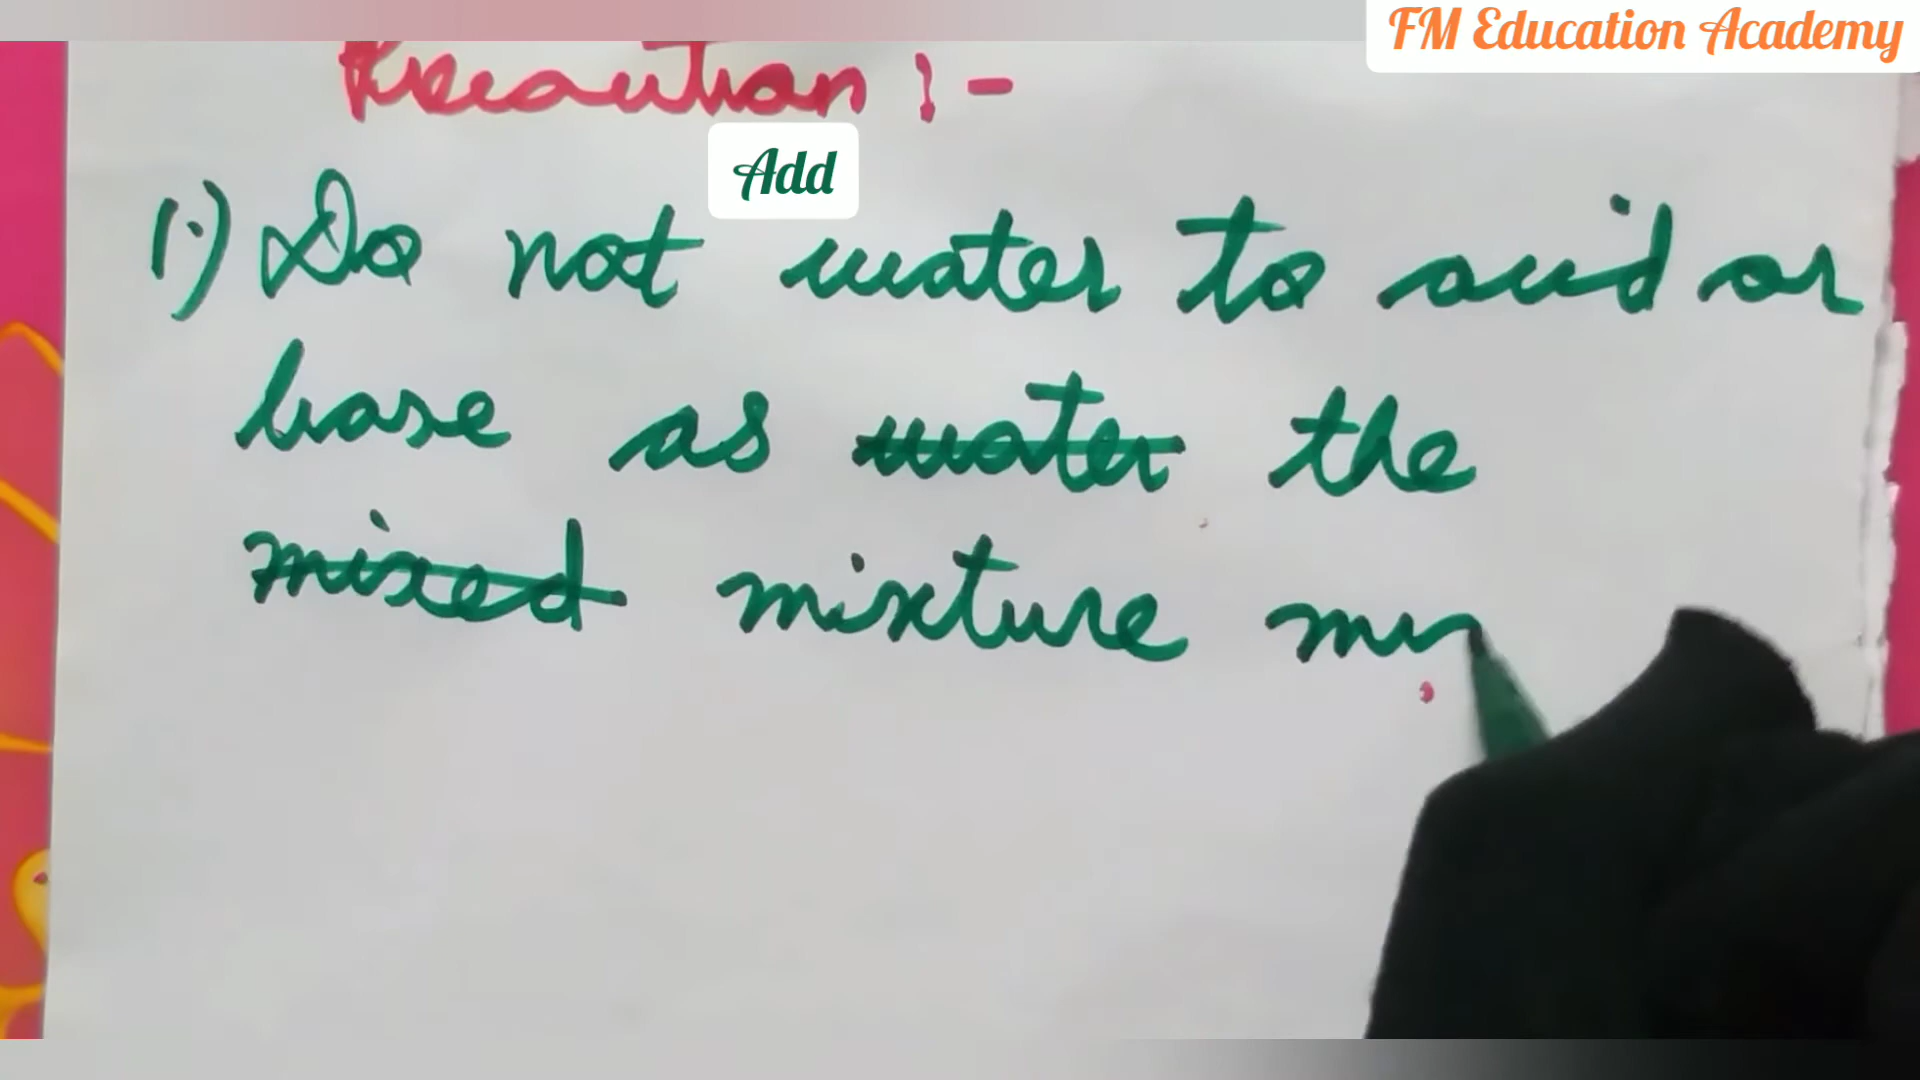 FM Education Academy
Precaution :-
Add
1.) Do not water to acid or
base as water the
mixed mixture